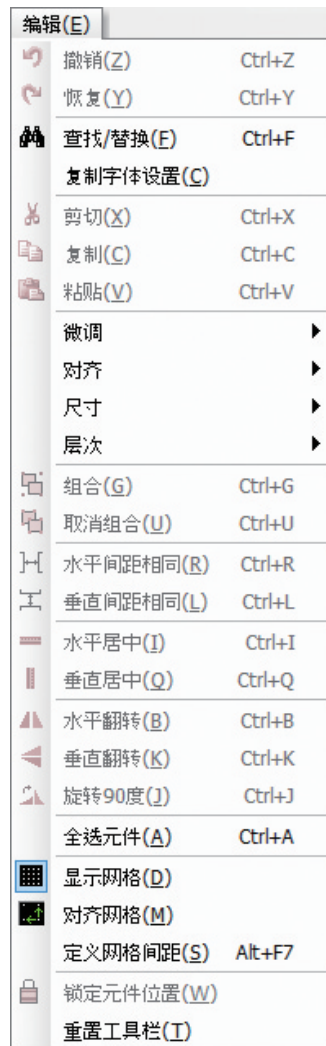 编辑(E)
撤销(Z) Ctrl+Z
恢复(Y) Ctrl+Y
查找/替换(F) Ctrl+F
复制字体设置(C)
剪切(X) Ctrl+X
复制(C) Ctrl+C
粘贴(V) Ctrl+V
微调
对齐
尺寸
层次
组合(G) Ctrl+G
取消组合(U) Ctrl+U
水平间距相同(R) Ctrl+R
垂直间距相同(L) Ctrl+L
水平居中(I) Ctrl+I
垂直居中(Q) Ctrl+Q
水平翻转(B) Ctrl+B
垂直翻转(K) Ctrl+K
旋转90度(J) Ctrl+J
全选元件(A) Ctrl+A
显示网格(D)
对齐网格(M)
定义网格间距(S) Alt+F7
锁定元件位置(W)
重置工具栏(T)